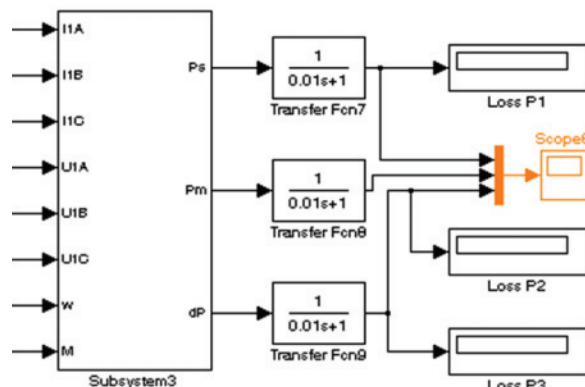 I1A
I1B
I1C
U1A
U1B
U1C
w
M
Ps
Pm
dP
Subsystem3
1
0.01s+1
Transfer Fcn7
1
0.01s+1
Transfer Fcn8
1
0.01s+1
Transfer Fcn9
Loss P1
Scope6
Loss P2
Loss P3